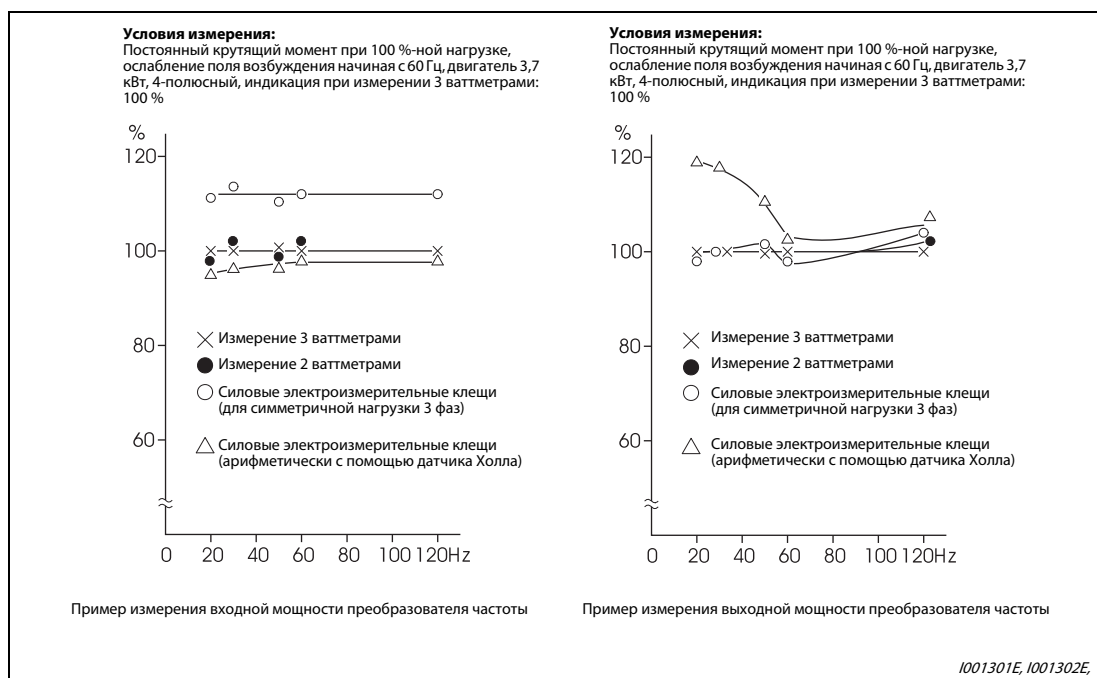 Условия измерения:
Постоянный крутящий момент при 100 %-ной нагрузке,
ослабление поля возбуждения начиная с 60 Гц, двигатель 3,7
кВт, 4-полюсный, индикация при измерении 3 ваттметрами:
100 %
%
120
100
80
60
Измерение 3 ваттметрами
Измерение 2 ваттметрами
Силовые электроизмерительные клещи
(для симметричной нагрузки 3 фаз)
Силовые электроизмерительные клещи
(арифметически с помощью датчика Холла)
0 20 40 60 80 100 120Hz
Пример измерения входной мощности преобразователя частоты
Условия измерения:
Постоянный крутящий момент при 100 %-ной нагрузке,
ослабление поля возбуждения начиная с 60 Гц, двигатель 3,7
кВт, 4-полюсный, индикация при измерении 3 ваттметрами:
100 %
%
120
100
80
60
Измерение 3 ваттметрами
Измерение 2 ваттметрами
Силовые электроизмерительные клещи
(для симметричной нагрузки 3 фаз)
Силовые электроизмерительные клещи
(арифметически с помощью датчика Холла)
0 20 40 60 80 100 120Hz
Пример измерения выходной мощности преобразователя частоты
I001301E, I001302E,